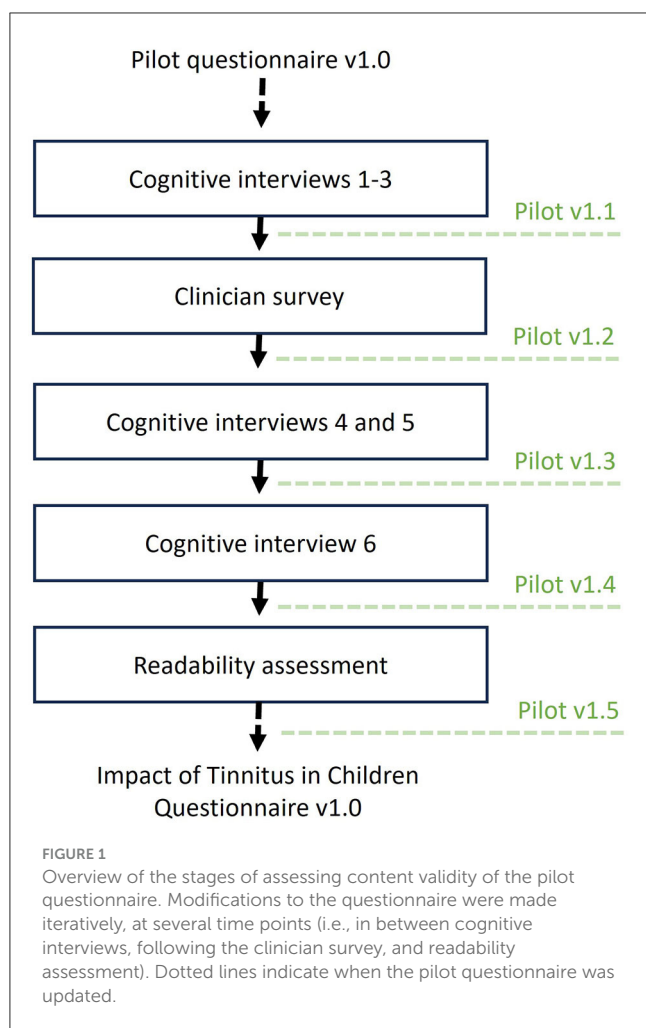 Pilot questionnaire v1.0
Cognitive interviews 1-3
Pilot v1.1
Clinician survey
Pilot v1.2
Cognitive interviews 4 and 5
Pilot v1.3
Cognitive interview 6
Pilot v1.4
Readability assessment
Pilot v1.5
Impact of Tinnitus in Children
Questionnaire v1.0
FIGURE 1
Overview of the stages of assessing content validity of the pilot
questionnaire. Modifications to the questionnaire were made
iteratively, at several time points (i.e., in between cognitive
interviews, following the clinician survey, and readability
assessment). Dotted lines indicate when the pilot questionnaire was
updated.